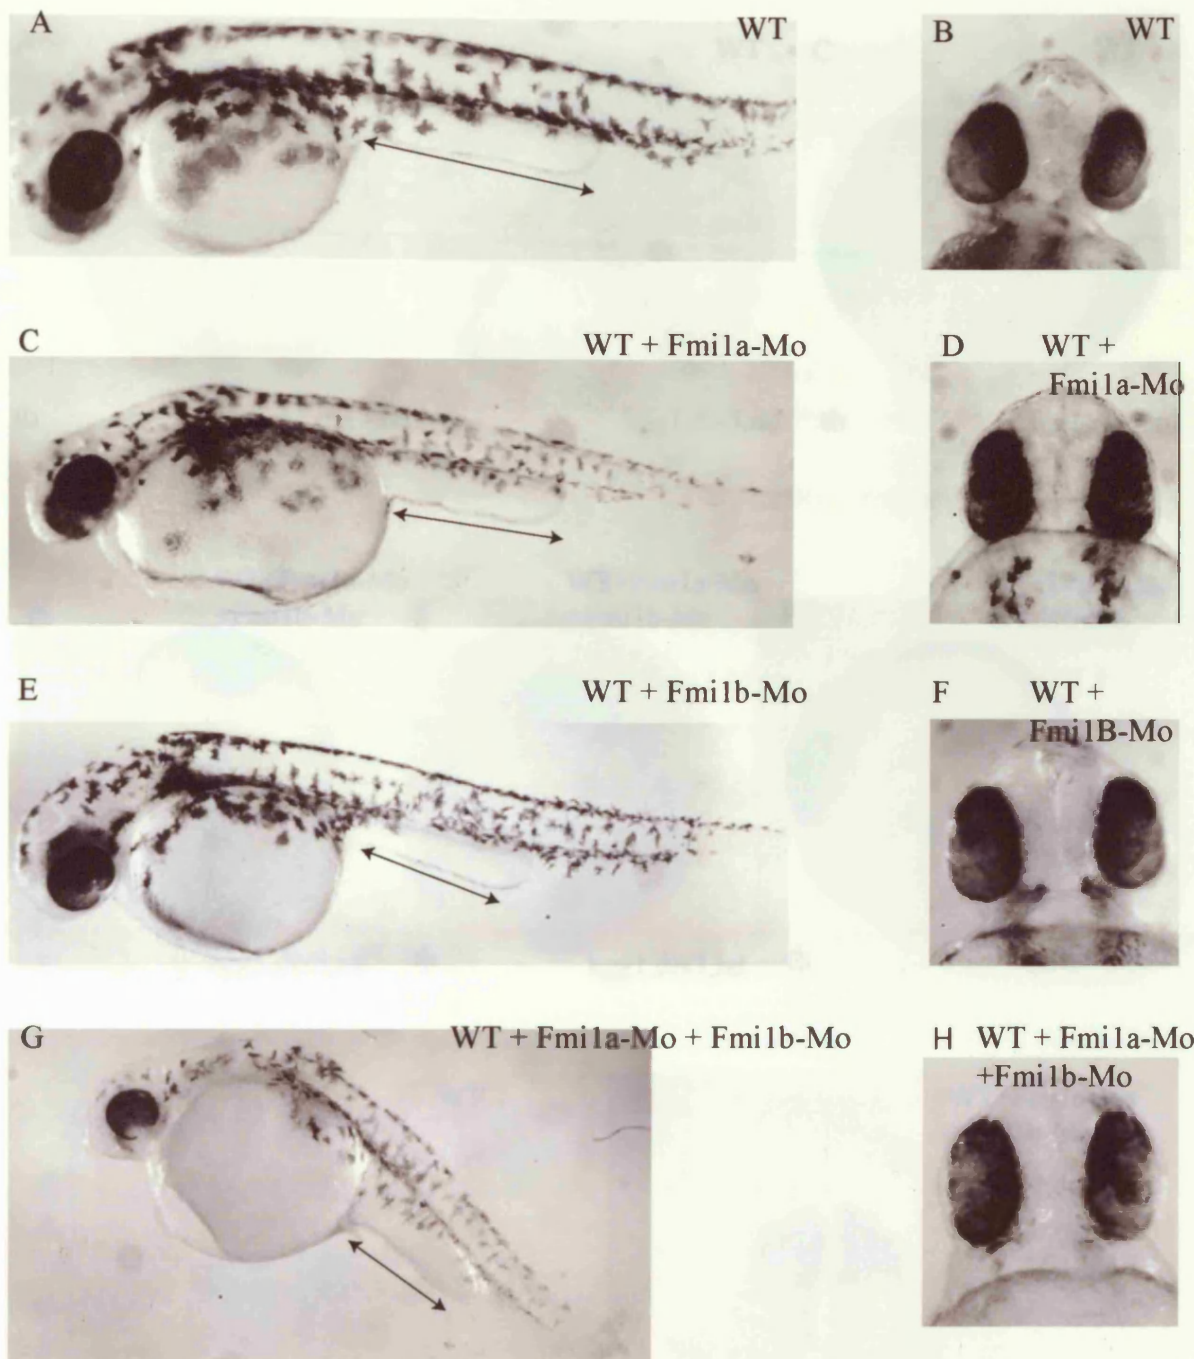 A WT
B WT
C WT + Fmi1a-Mo
D WT +
Fmi1a-Mo
E WT + Fmi1b-Mo
F WT +
Fmi1B-Mo
G WT + Fmi1a-Mo + Fmi1b-Mo
H WT + Fmi1a-Mo
+Fmi1b-Mo